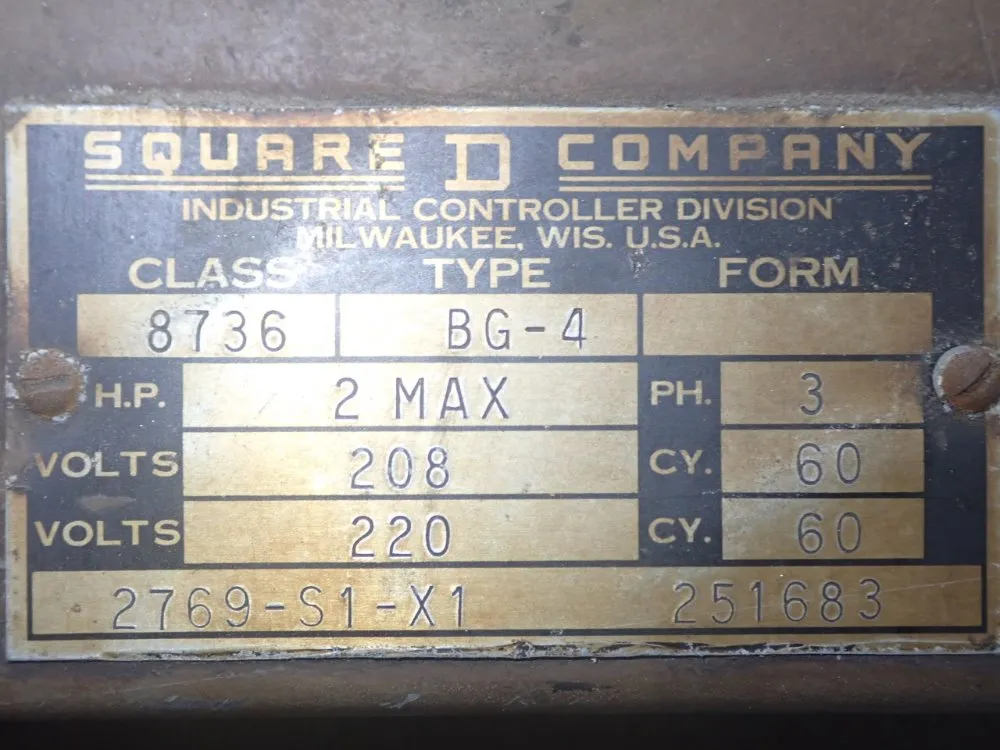 SQUARE D COMPANY
INDUSTRIAL CONTROLLER DIVISION
MILWAUKEE, WIS. U.S.A.
CLASS TYPE FORM
8736 BG-4
H.P. 2 MAX PH. 3
VOLTS 208 CY. 60
VOLTS 220 CY. 60
2769-S1-X1 251683